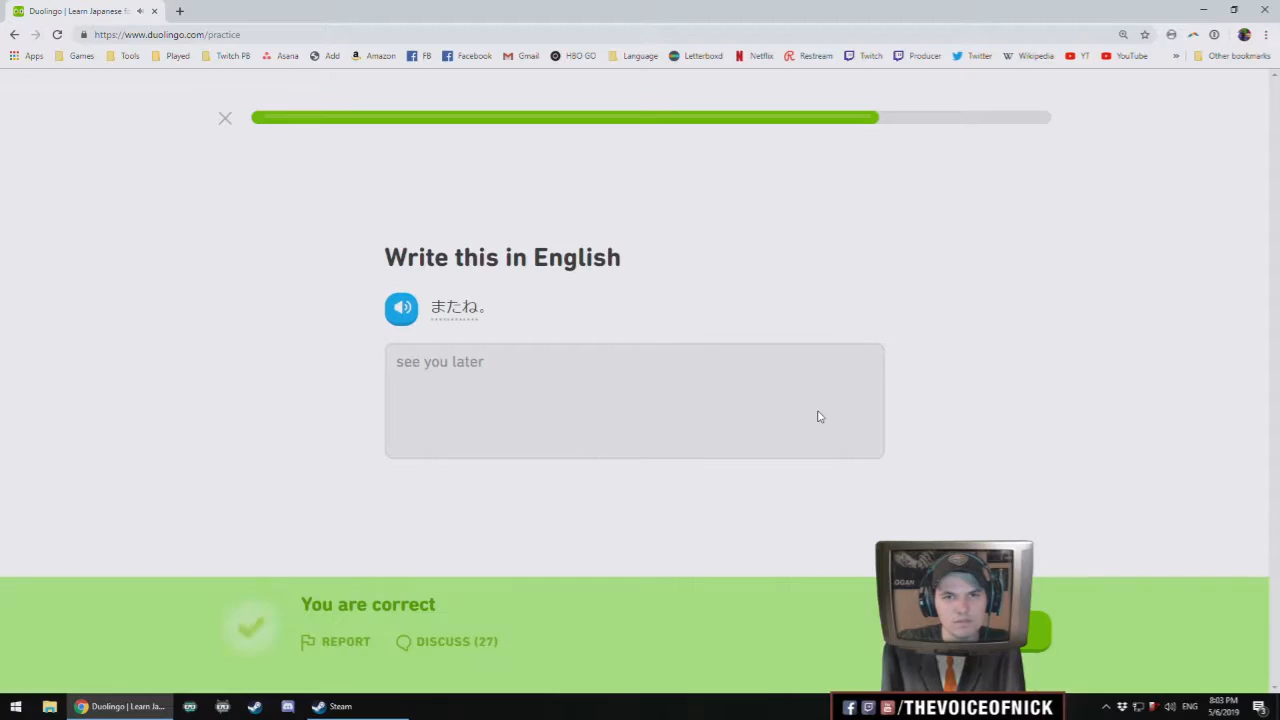 Duolingo | Learn Japanese f
https://www.duolingo.com/practice
Apps Games Tools Played Twitch PB Asana Add Amazon FB Facebook Gmail HBO GO Language Letterboxd Netflix Restream Twitch Producer Twitter Wikipedia YT YouTube » Other bookmarks
Write this in English
またね。
see you later
You are correct
REPORT DISCUSS (27)
/THEVOICEOFNICK
Duolingo | Learn Ja... Steam ENG 8:03 PM
5/6/2019